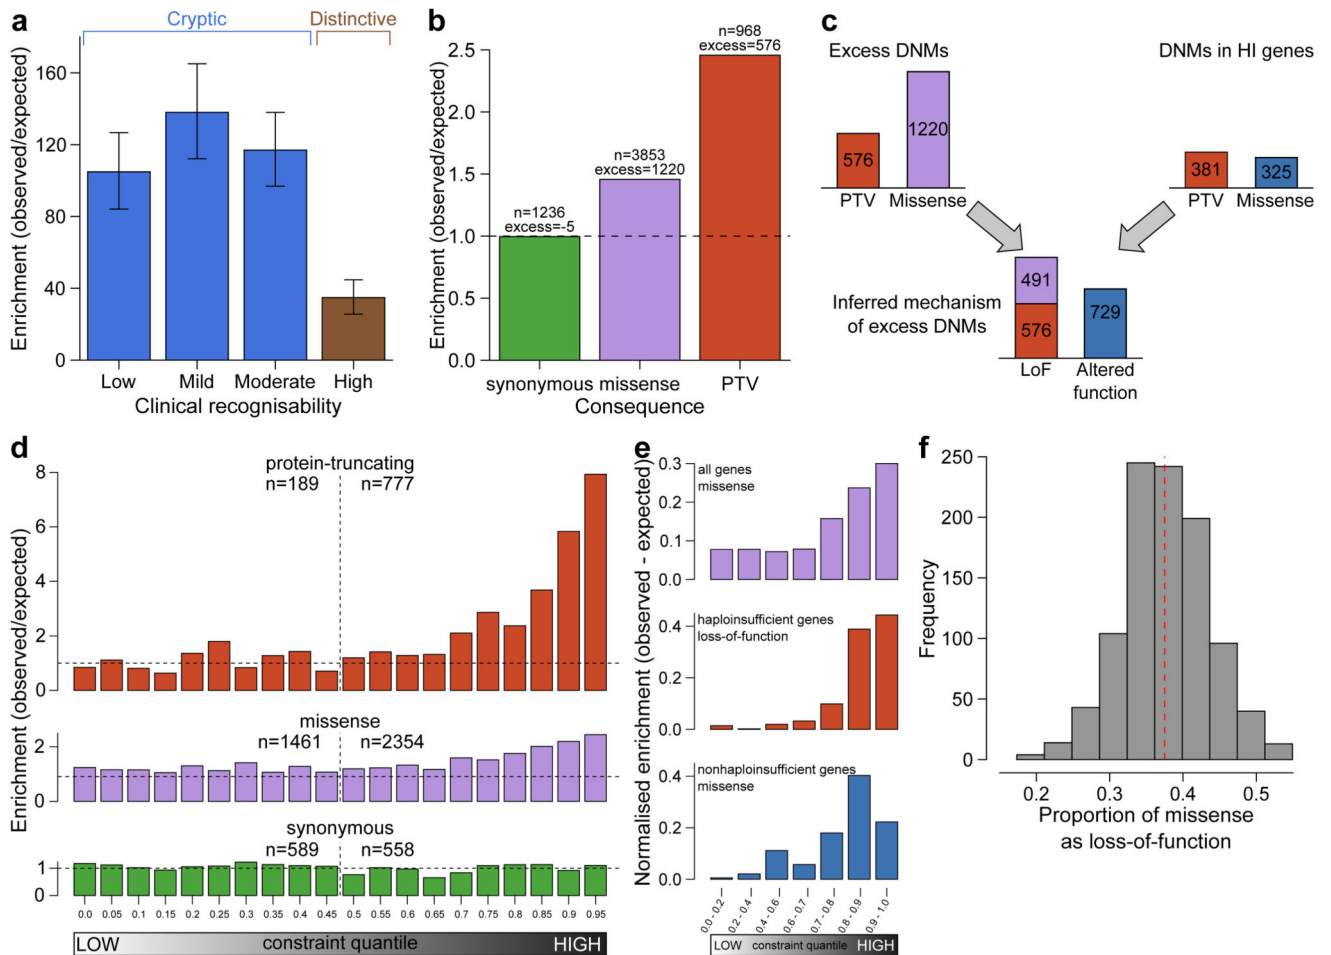 a
Cryptic
Distinctive
Enrichment (observed/expected)
160
120
80
40
0
Low
Mild
Moderate
High
Clinical recognisability
b
Enrichment (observed/expected)
2.5
2.0
1.5
1.0
0.5
0.0
n=1236
excess=-5
n=3853
excess=1220
n=968
excess=576
synonymous
missense
PTV
Consequence
c
Excess DNMs
DNMs in HI genes
576
1220
PTV
Missense
381
325
PTV
Missense
Inferred mechanism
of excess DNMs
491
576
729
LoF
Altered
function
d
Enrichment (observed/expected)
protein-truncating
n=189
n=777
8
6
4
2
0
missense
n=1461
n=2354
2
1
0
synonymous
n=589
n=558
1
0
0.0
0.05
0.1
0.15
0.2
0.25
0.3
0.35
0.4
0.45
0.5
0.55
0.6
0.65
0.7
0.75
0.8
0.85
0.9
0.95
LOW
constraint quantile
HIGH
e
Normalised enrichment (observed - expected)
all genes
missense
0.3
0.2
0.1
0.0
haploinsufficient genes
loss-of-function
0.4
0.2
0.0
nonhaploinsufficient genes
missense
0.4
0.2
0.0
0.0 - 0.2
0.2 - 0.4
0.4 - 0.6
0.6 - 0.7
0.7 - 0.8
0.8 - 0.9
0.9 - 1.0
LOW
constraint quantile
HIGH
f
Frequency
250
200
150
100
50
0
0.2
0.3
0.4
0.5
Proportion of missense
as loss-of-function